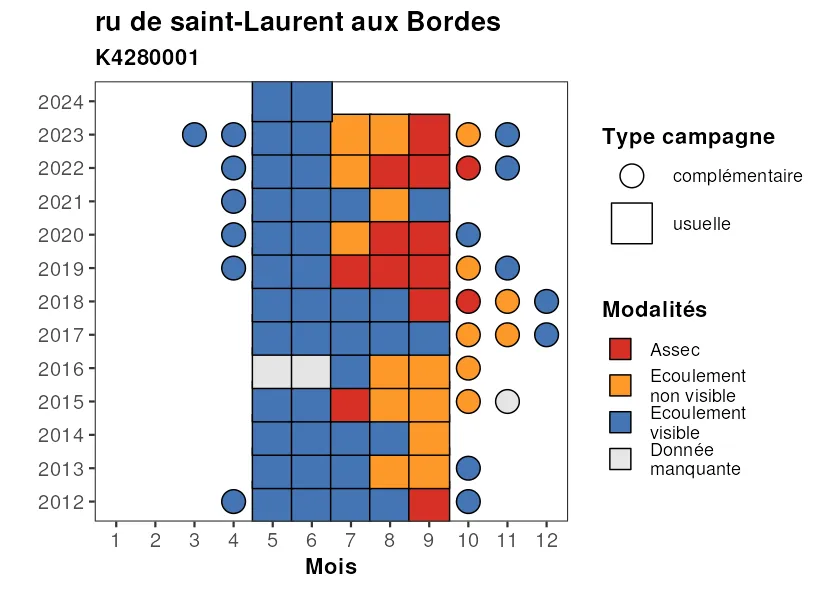 ru de saint-Laurent aux Bordes
K4280001
2024
2023
2022
2021
2020
2019
2018
2017
2016
2015
2014
2013
2012
1 2 3 4 5 6 7 8 9 10 11 12
Mois
Type campagne
complémentaire
usuelle
Modalités
Assec
Ecoulement
non visible
Ecoulement
visible
Donnée
manquante